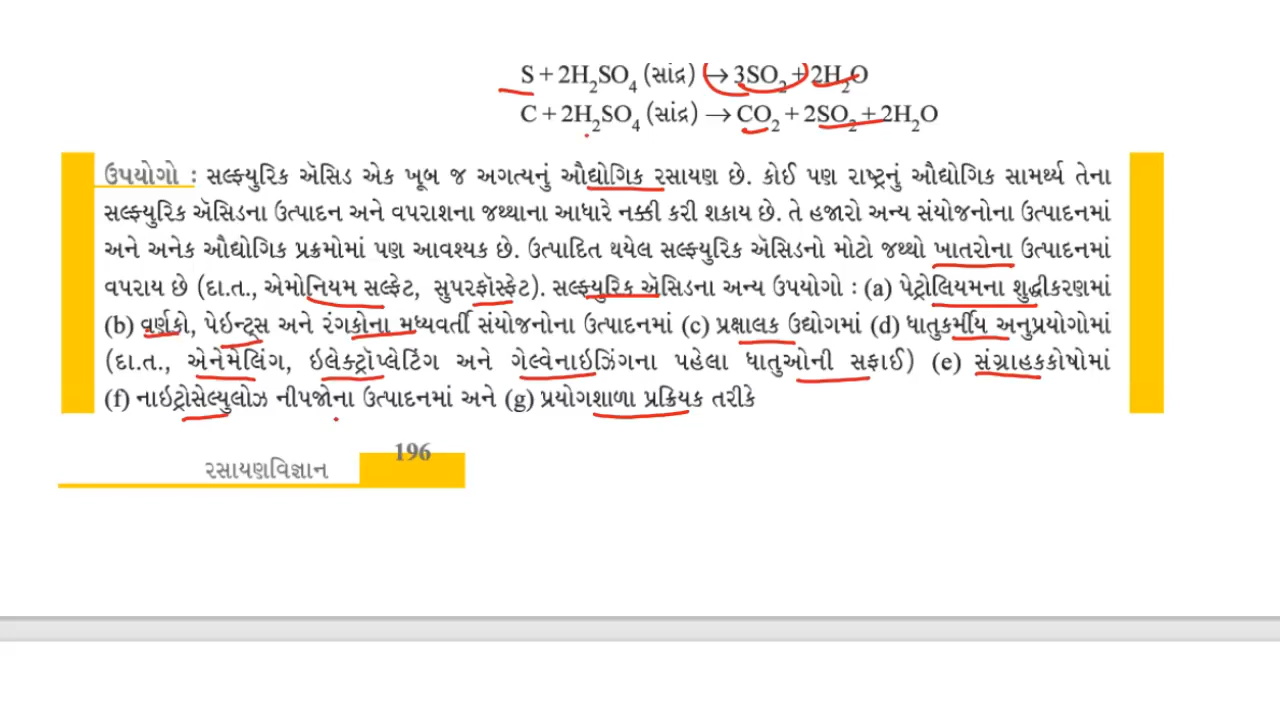 S + 2H₂SO₄ (સાંદ્ર) → 3SO₂ + 2H₂O
C + 2H₂SO₄ (સાંદ્ર) → CO₂ + 2SO₂ + 2H₂O
ઉપયોગો : સલ્ફ્યુરિક ઍસિડ એક ખૂબ જ અગત્યનું ઔદ્યોગિક રસાયણ છે. કોઈ પણ રાષ્ટ્રનું ઔદ્યોગિક સામર્થ્ય તેના
સલ્ફ્યુરિક ઍસિડના ઉત્પાદન અને વપરાશના જથ્થાના આધારે નક્કી કરી શકાય છે. તે હજારો અન્ય સંયોજનોના ઉત્પાદનમાં
અને અનેક ઔદ્યોગિક પ્રક્રમોમાં પણ આવશ્યક છે. ઉત્પાદિત થયેલ સલ્ફ્યુરિક ઍસિડનો મોટો જથ્થો ખાતરોના ઉત્પાદનમાં
વપરાય છે (દા.ત., એમોનિયમ સલ્ફેટ, સુપરફૉસ્ફેટ). સલ્ફ્યુરિક ઍસિડના અન્ય ઉપયોગો : (a) પેટ્રોલિયમના શુદ્ધીકરણમાં
(b) વર્ણકો, પેઇન્ટ્સ અને રંગકોના મધ્યવર્તી સંયોજનોના ઉત્પાદનમાં (c) પ્રક્ષાલક ઉદ્યોગમાં (d) ધાતુકર્મીય અનુપ્રયોગોમાં
(દા.ત., એનેમેલિંગ, ઇલેક્ટ્રૉપ્લેટિંગ અને ગેલ્વેનાઇઝિંગના પહેલા ધાતુઓની સફાઈ) (e) સંગ્રાહકકોષોમાં
(f) નાઇટ્રોસેલ્યુલોઝ નીપજોના ઉત્પાદનમાં અને (g) પ્રયોગશાળા પ્રક્રિયક તરીકે
196
રસાયણવિજ્ઞાન